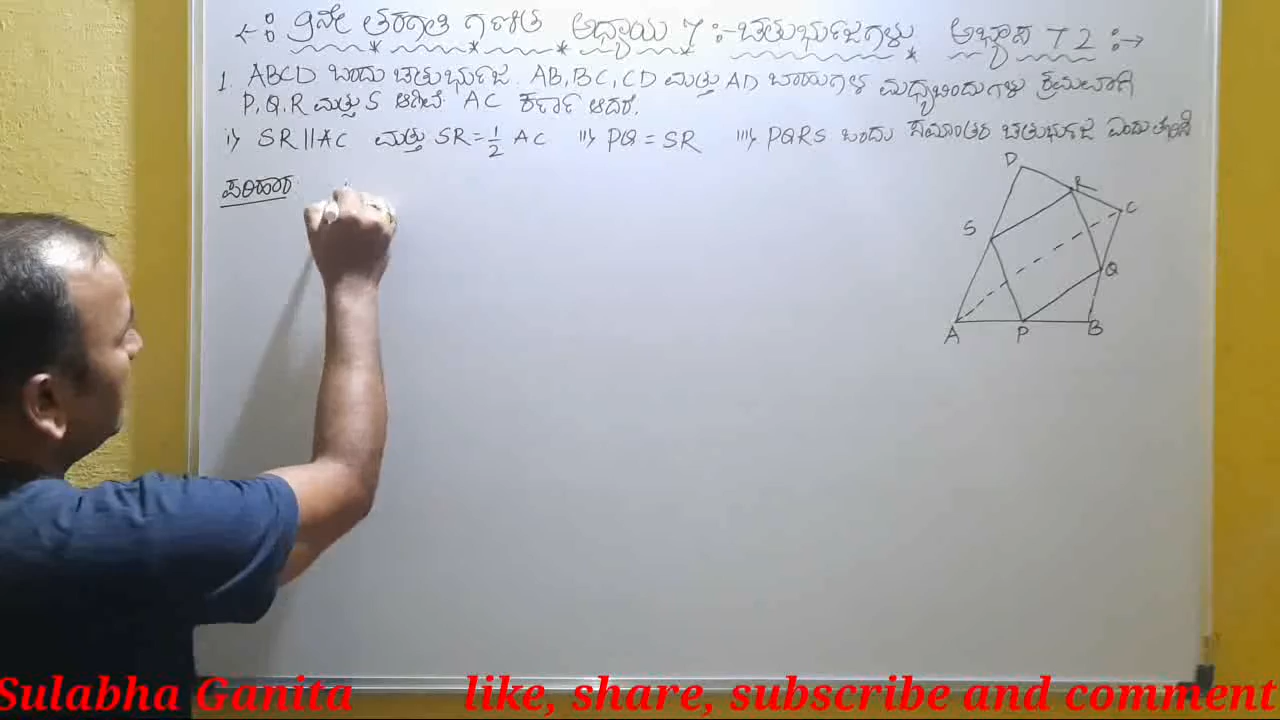 ←: 9ನೇ ತರಗತಿ ಗಣಿತ ಅಧ್ಯಾಯ 7 :- ಚತುರ್ಭುಜಗಳು ಅಭ್ಯಾಸ 7 2 :→
1. ABCD ಒಂದು ಚತುರ್ಭುಜ. AB, BC, CD ಮತ್ತು AD ಬಾಹುಗಳ ಮಧ್ಯಬಿಂದುಗಳು ಕ್ರಮವಾಗಿ
P, Q, R ಮತ್ತು S ಆಗಿವೆ. AC ಕರ್ಣ ಆದರೆ.
i) SR || AC ಮತ್ತು SR = 1/2 AC ii) PQ = SR iii) PQRS ಒಂದು ಸಮಾಂತರ ಚತುರ್ಭುಜ ಎಂದು
ಪರಿಹಾರ:
D
R
C
S
Q
A P B
Sulabha Ganita like, share, subscribe and comment